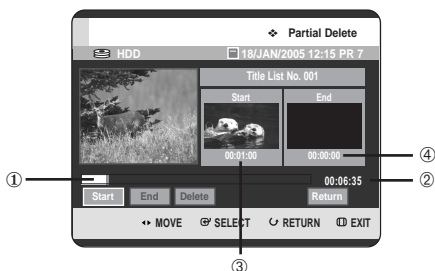 ❖ Partial Delete
HDD 18/JAN/2005 12:15 PR 7
Title List No. 001
Start End
00:01:00 00:00:00 ④
① 00:06:35 ②
Start End Delete Return
MOVE SELECT RETURN EXIT
③